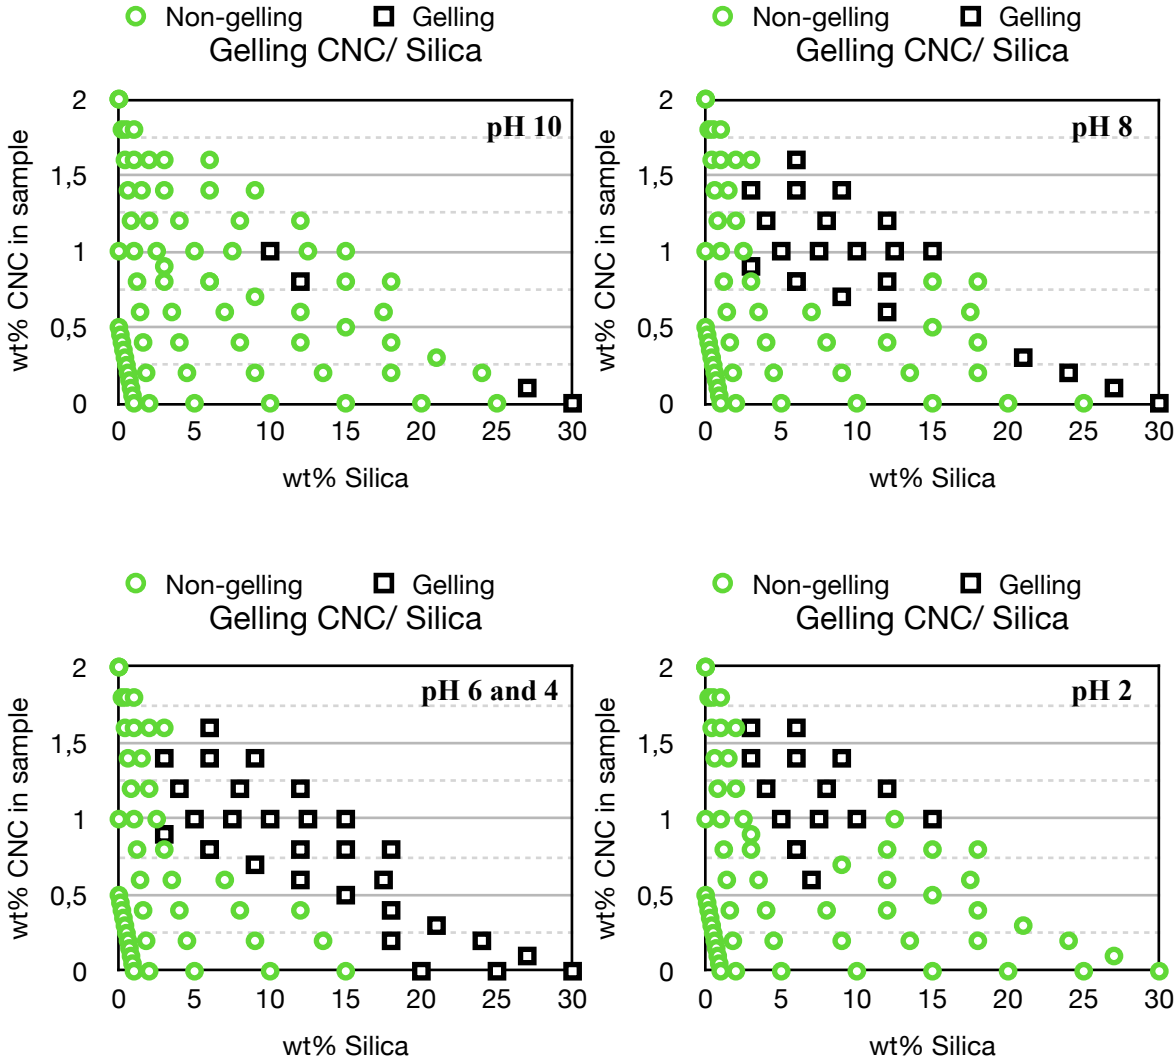 Non-gelling Gelling
Gelling CNC/ Silica
pH 10
wt% CNC in sample
2
1,5
1
0,5
0
0 5 10 15 20 25 30
wt% Silica
Non-gelling Gelling
Gelling CNC/ Silica
pH 8
wt% CNC in sample
2
1,5
1
0,5
0
0 5 10 15 20 25 30
wt% Silica
Non-gelling Gelling
Gelling CNC/ Silica
pH 6 and 4
wt% CNC in sample
2
1,5
1
0,5
0
0 5 10 15 20 25 30
wt% Silica
Non-gelling Gelling
Gelling CNC/ Silica
pH 2
wt% CNC in sample
2
1,5
1
0,5
0
0 5 10 15 20 25 30
wt% Silica